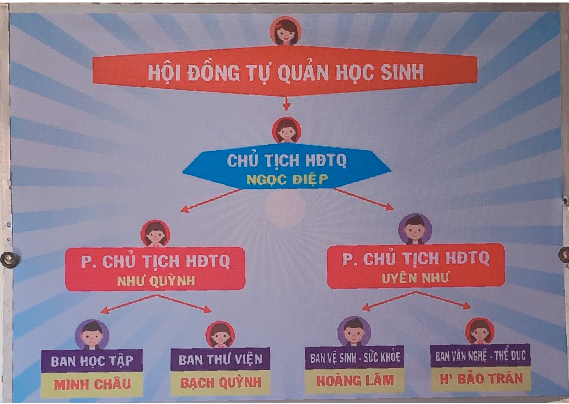 HỘI ĐỒNG TỰ QUẢN HỌC SINH
CHỦ TỊCH HĐTQ
NGỌC ĐIỆP
P. CHỦ TỊCH HĐTQ
NHƯ QUỲNH
P. CHỦ TỊCH HĐTQ
UYÊN NHƯ
BAN HỌC TẬP
MINH CHÂU
BAN THƯ VIỆN
BẠCH QUỲNH
BAN VỆ SINH - SỨC KHỎE
HOÀNG LÂM
BAN VĂN NGHỆ - THỂ DỤC
H' BẢO TRÂN